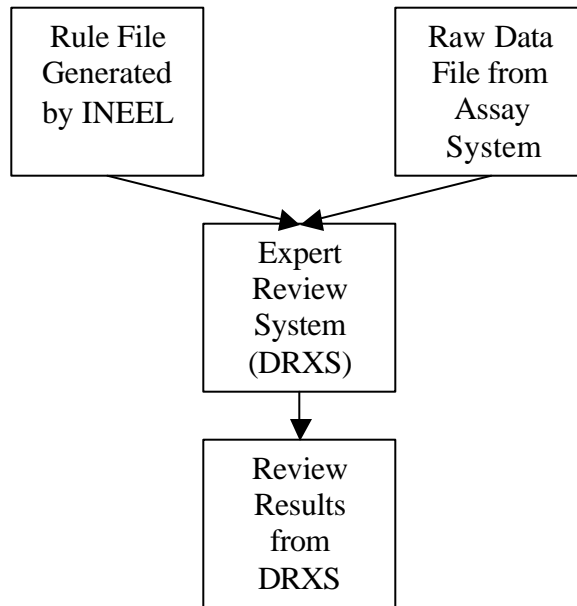 Rule File
Generated
by INEEL
Raw Data
File from
Assay
System
Expert
Review
System
(DRXS)
Review
Results
from
DRXS